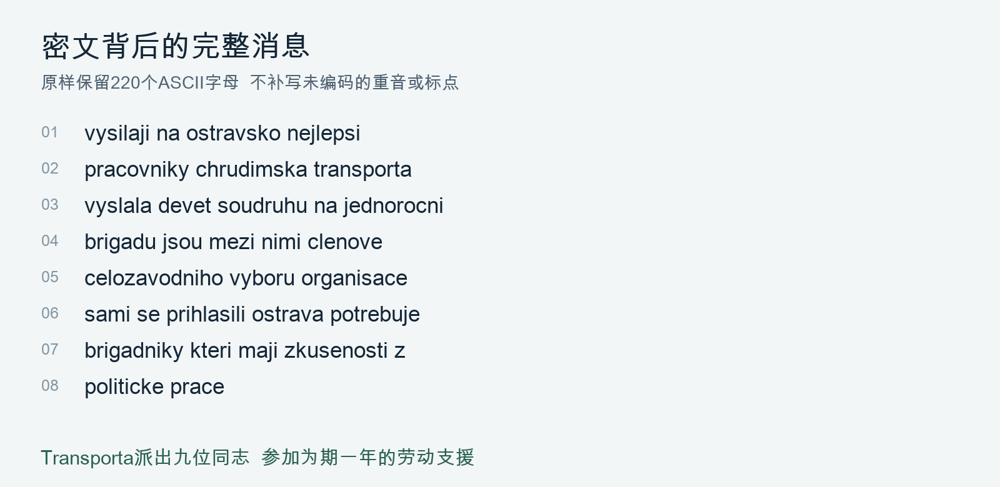 密文背后的完整消息
原样保留220个ASCII字母 不补写未编码的重音或标点
01 vysilaji na ostravsko nejlepsi
02 pracovniky chrudimska transporta
03 vyslala devet soudruhu na jednorocni
04 brigadu jsou mezi nimi clenove
05 celozavodniho vyboru organisace
06 sami se prihlasili ostrava potrebuje
07 brigadniky kteri maji zkusenosti z
08 politicke prace
Transporta派出九位同志 参加为期一年的劳动支援